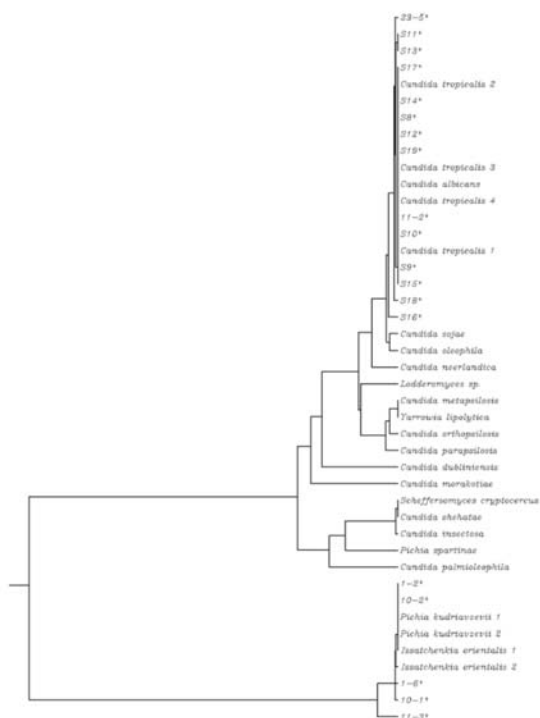 23-5*
S11*
S13*
S17*
Candida tropicalis 2
S14*
S8*
S12*
S19*
Candida tropicalis 3
Candida albicans
Candida tropicalis 4
11-2*
S10*
Candida tropicalis 1
S9*
S15*
S18*
S16*
Candida sojae
Candida oleophila
Candida neerlandica
Lodderomyces sp.
Candida metapsilosis
Yarrowia lipolytica
Candida orthopsilosis
Candida parapsilosis
Candida dubliniensis
Candida morakotiae
Scheffersomyces cryptocercus
Candida shehatae
Candida insectosa
Pichia spartinae
Candida palmioleophila
1-2*
10-2*
Pichia kudriavzevii 1
Pichia kudriavzevii 2
Issatchenkia orientalis 1
Issatchenkia orientalis 2
1-6*
10-1*